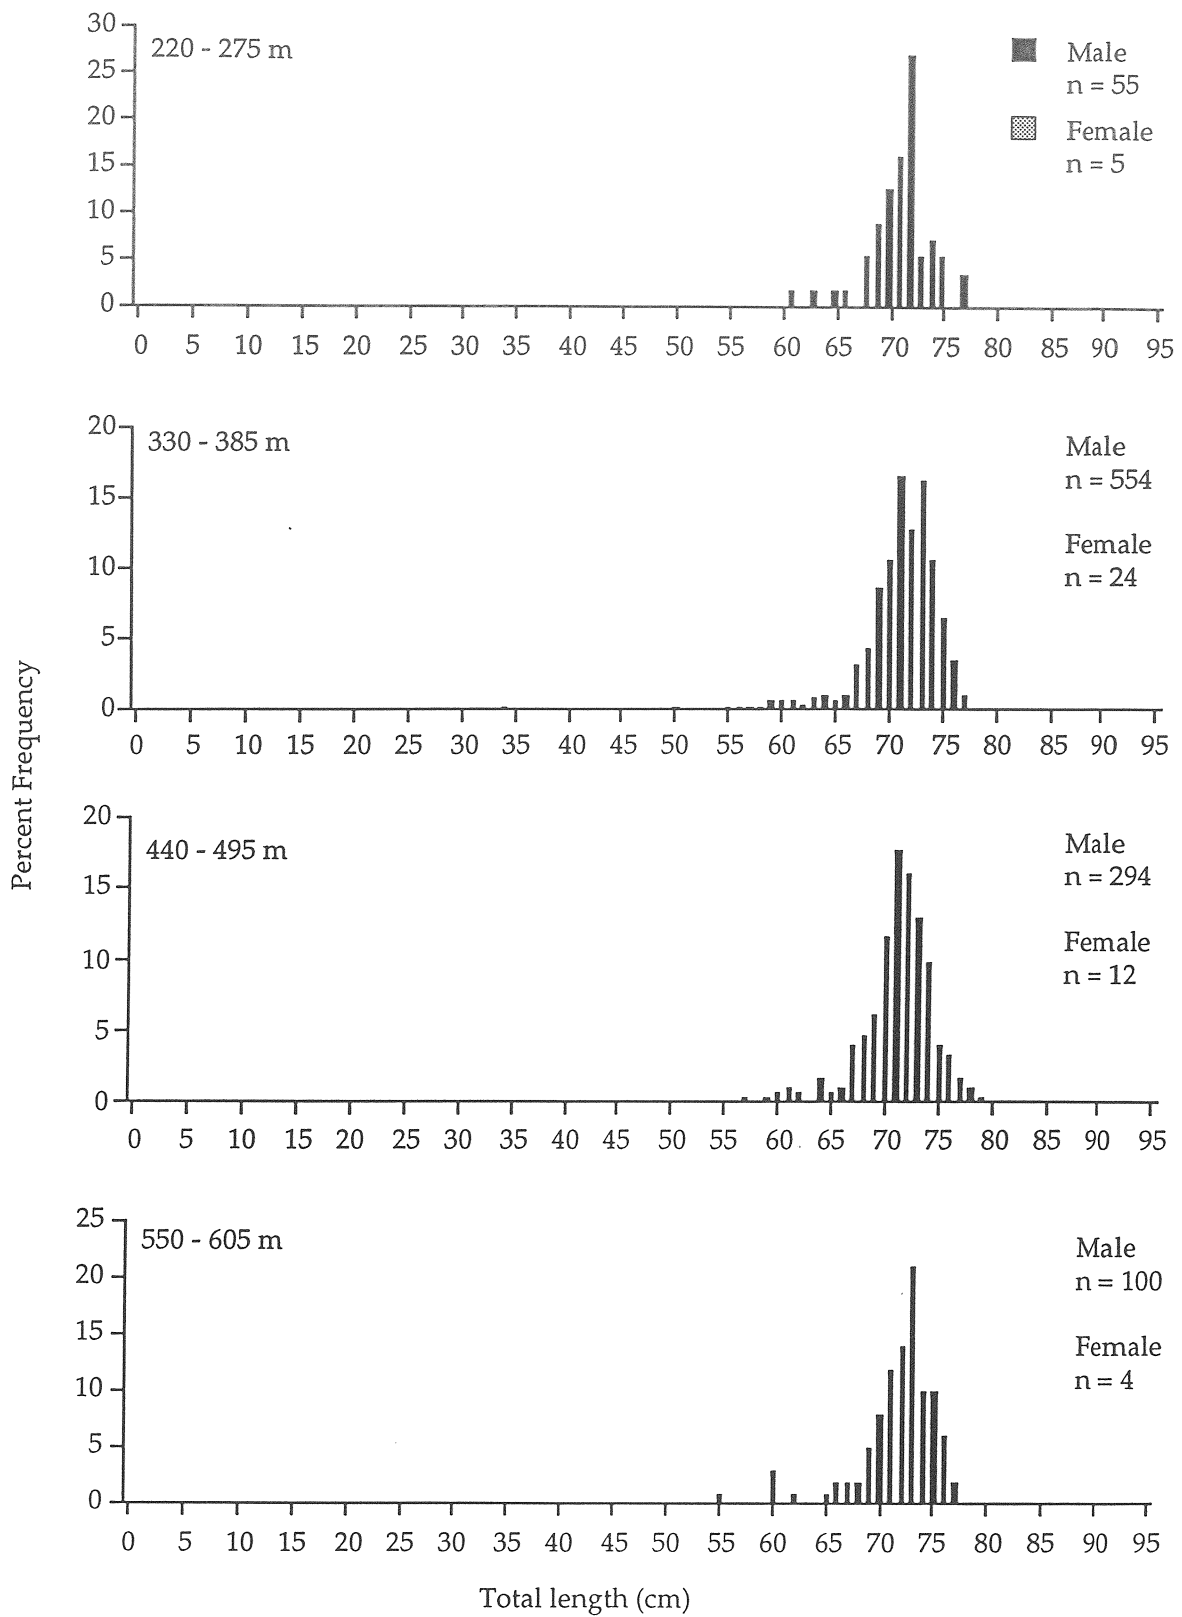 30
220 - 275 m
Male
n = 55
25
Female
n = 5
20
15
10
5
0
0 5 10 15 20 25 30 35 40 45 50 55 60 65 70 75 80 85 90 95
20
330 - 385 m
Male
n = 554
15
Female
n = 24
10
5
0
0 5 10 15 20 25 30 35 40 45 50 55 60 65 70 75 80 85 90 95
Percent Frequency
20
440 - 495 m
Male
n = 294
15
Female
n = 12
10
5
0
0 5 10 15 20 25 30 35 40 45 50 55 60 65 70 75 80 85 90 95
25
550 - 605 m
Male
n = 100
20
15
Female
n = 4
10
5
0
0 5 10 15 20 25 30 35 40 45 50 55 60 65 70 75 80 85 90 95
Total length (cm)